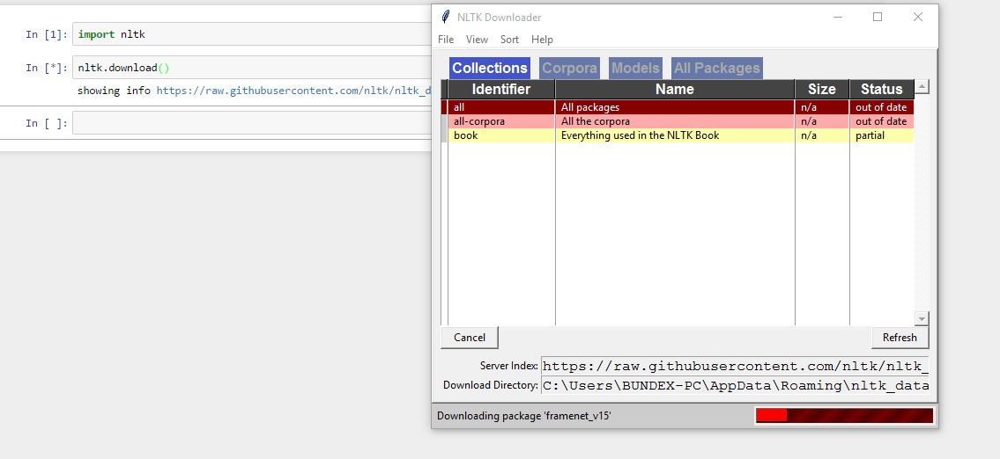 In [1]: import nltk
In [*]: nltk.download()
showing info https://raw.githubusercontent.com/nltk/nltk_d
In [ ]:
NLTK Downloader
File View Sort Help
Collections Corpora Models All Packages
Identifier Name Size Status
all All packages n/a out of date
all-corpora All the corpora n/a out of date
book Everything used in the NLTK Book n/a partial
Cancel Refresh
Server Index: https://raw.githubusercontent.com/nltk/nltk_
Download Directory: C:\Users\BUNDEX-PC\AppData\Roaming\nltk_data
Downloading package 'framenet_v15'